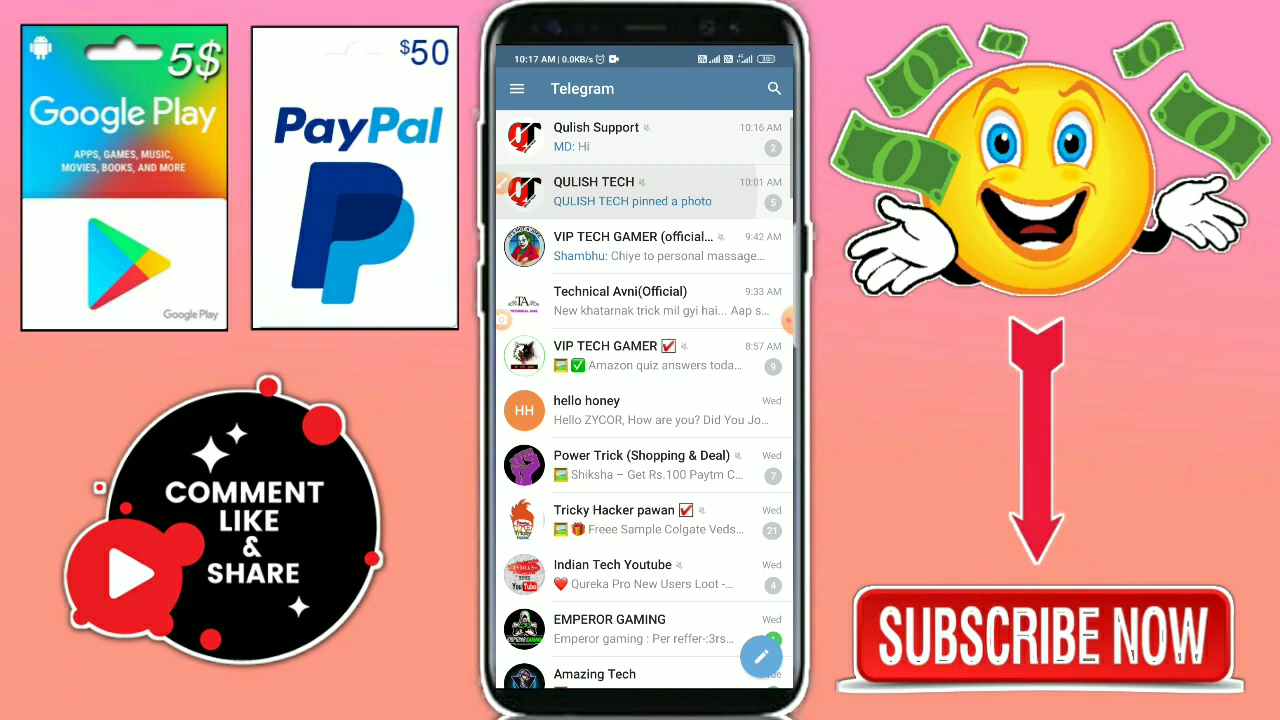 5$
Google Play
APPS, GAMES, MUSIC,
MOVIES, BOOKS, AND MORE
Google Play
$50
PayPal
COMMENT
LIKE
&
SHARE
10:17 AM | 0.0KB/s
30
Telegram
Qulish Support 10:16 AM
MD: Hi 2
QULISH TECH 10:01 AM
QULISH TECH pinned a photo 5
VIP TECH GAMER (official... 9:42 AM
Shambhu: Chiye to personal massage...
Technical Avni(Official) 9:33 AM
New khatarnak trick mil gyi hai... Aap s...
VIP TECH GAMER 8:57 AM
Amazon quiz answers toda... 9
HH
hello honey Wed
Hello ZYCOR, How are you? Did You Jo...
Power Trick (Shopping & Deal) Wed
Shiksha – Get Rs.100 Paytm C... 7
Tricky Hacker pawan Wed
Freee Sample Colgate Veds... 21
Indian Tech Youtube Wed
Qureka Pro New Users Loot -... 4
EMPEROR GAMING Wed
Emperor gaming : Per reffer-:3rs...
Amazing Tech
SUBSCRIBE NOW